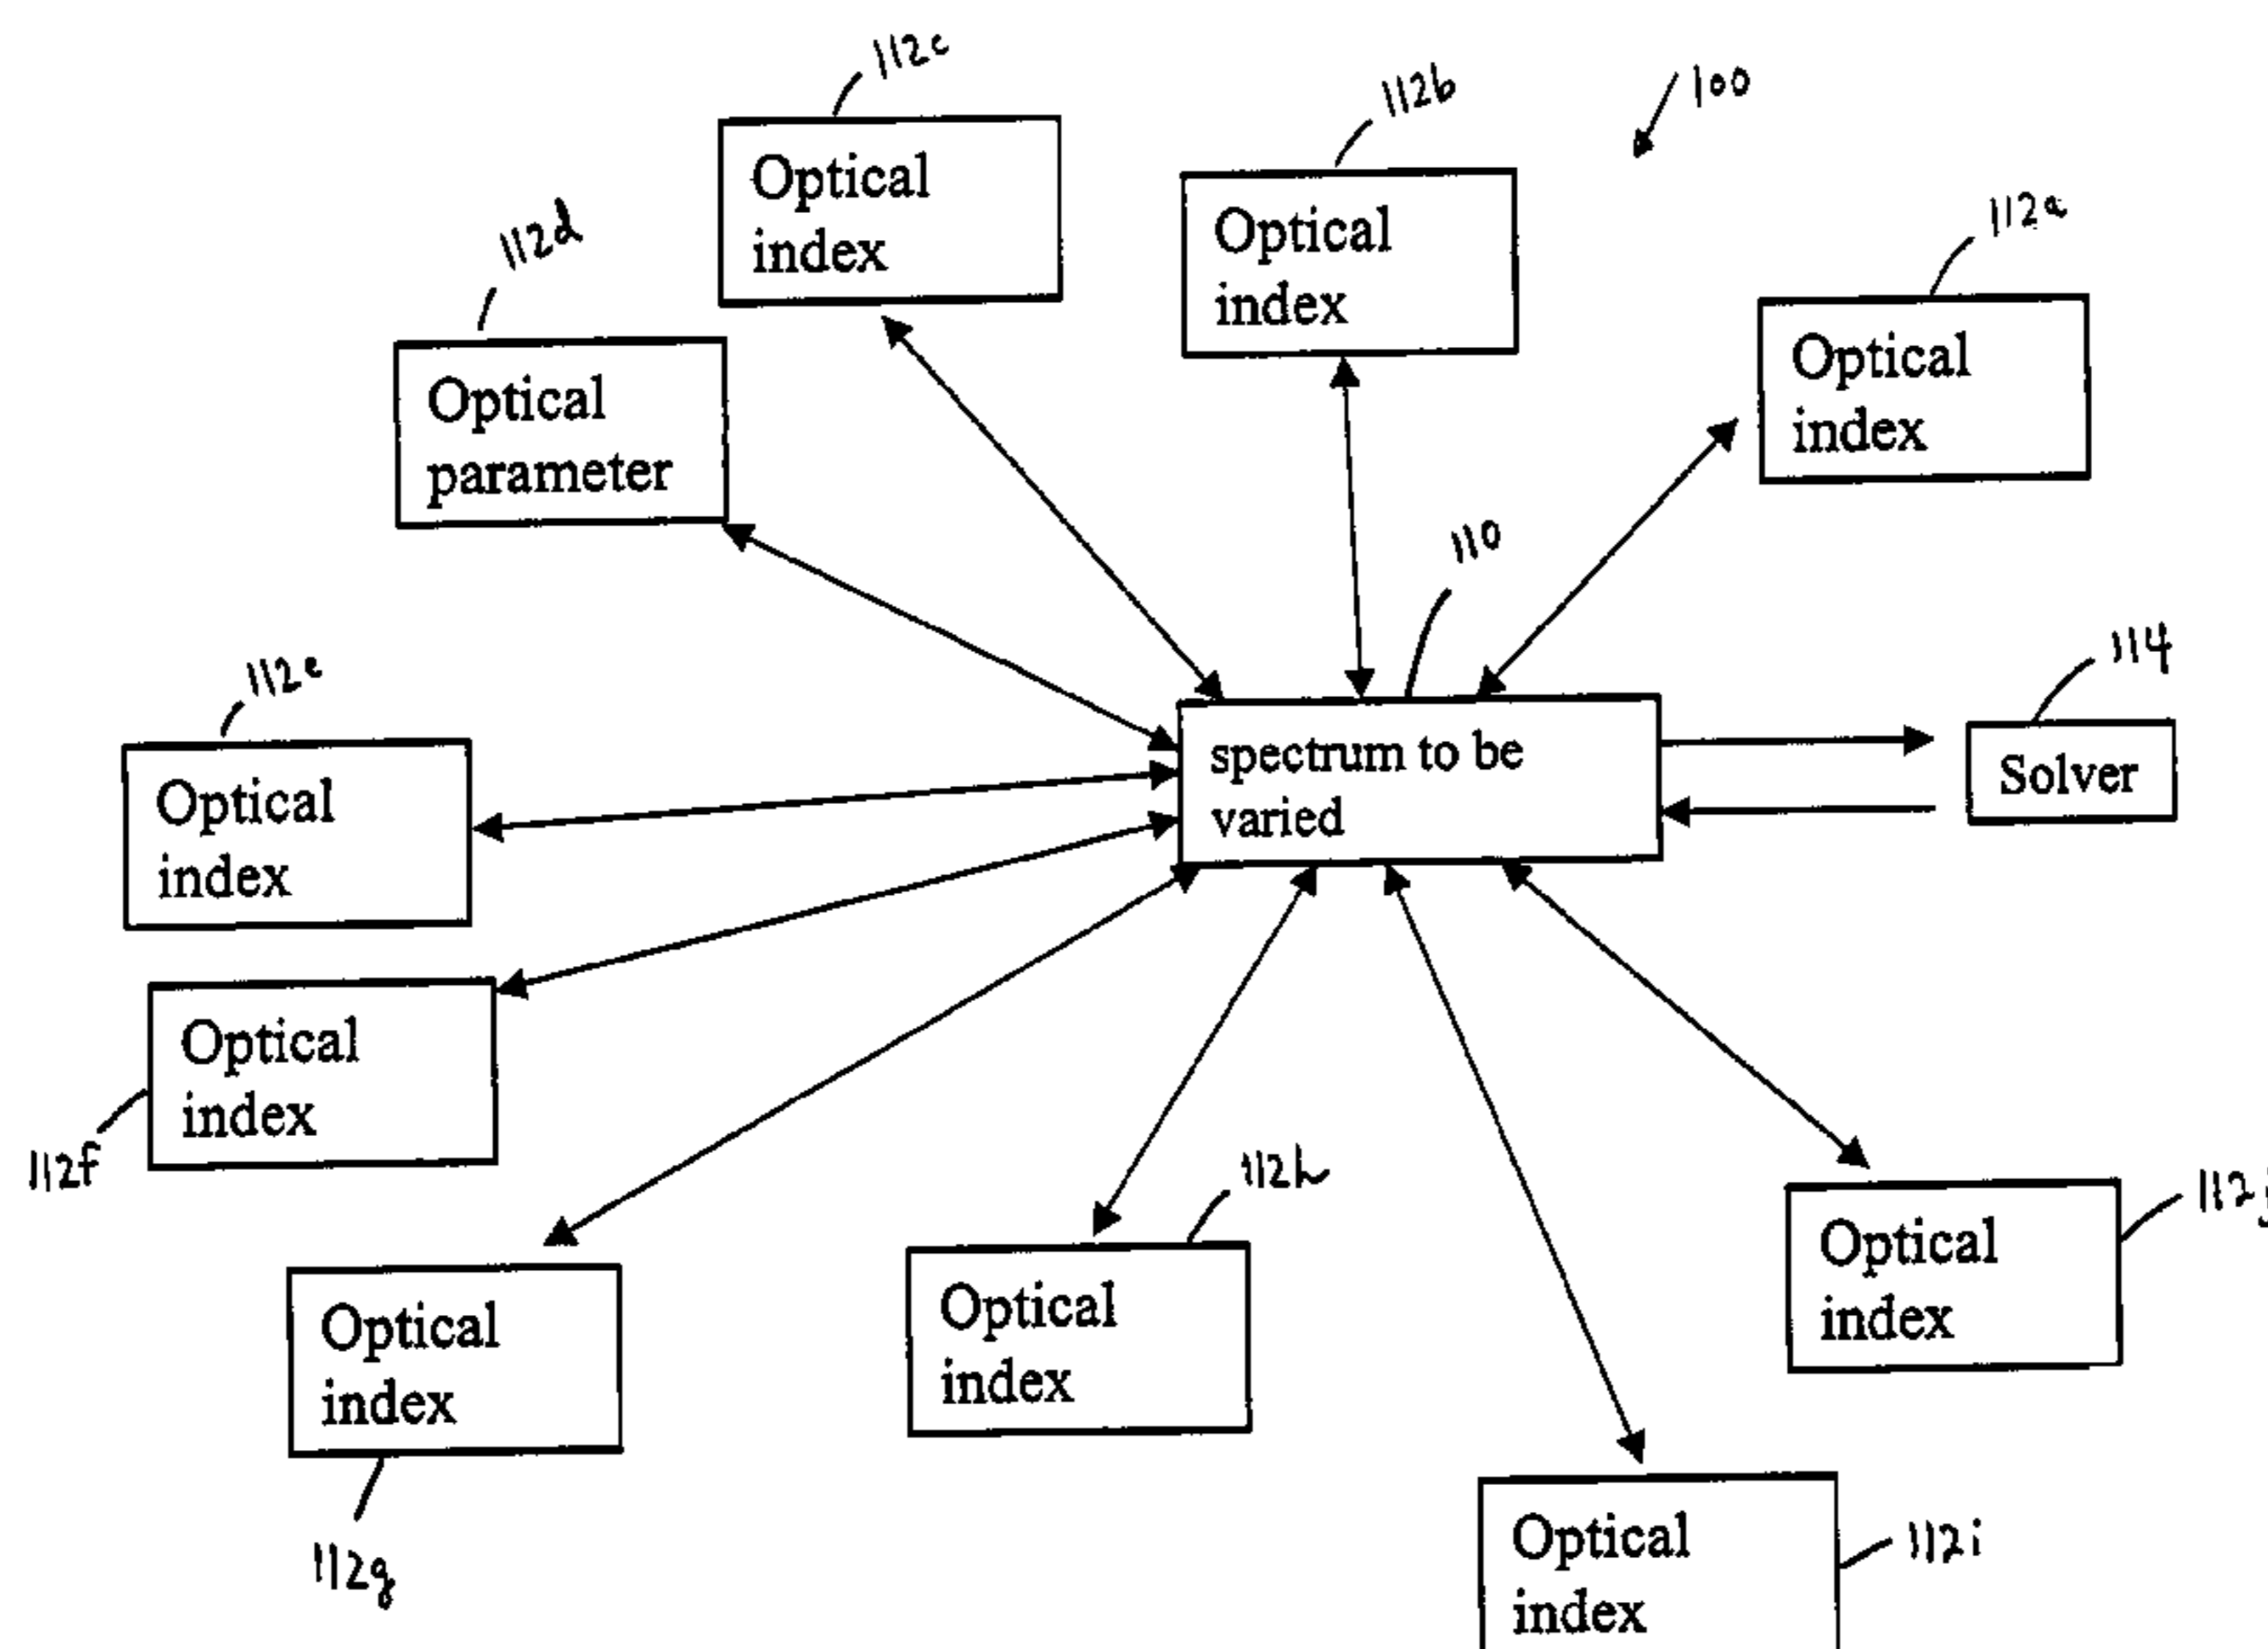 112c
112b
100
Optical
index
112a
Optical
index
112d
Optical
index
Optical
parameter
110
112e
114
spectrum to be
varied
Solver
Optical
index
Optical
index
112f
112h
112j
Optical
index
Optical
index
Optical
index
112g
Optical
index
112i